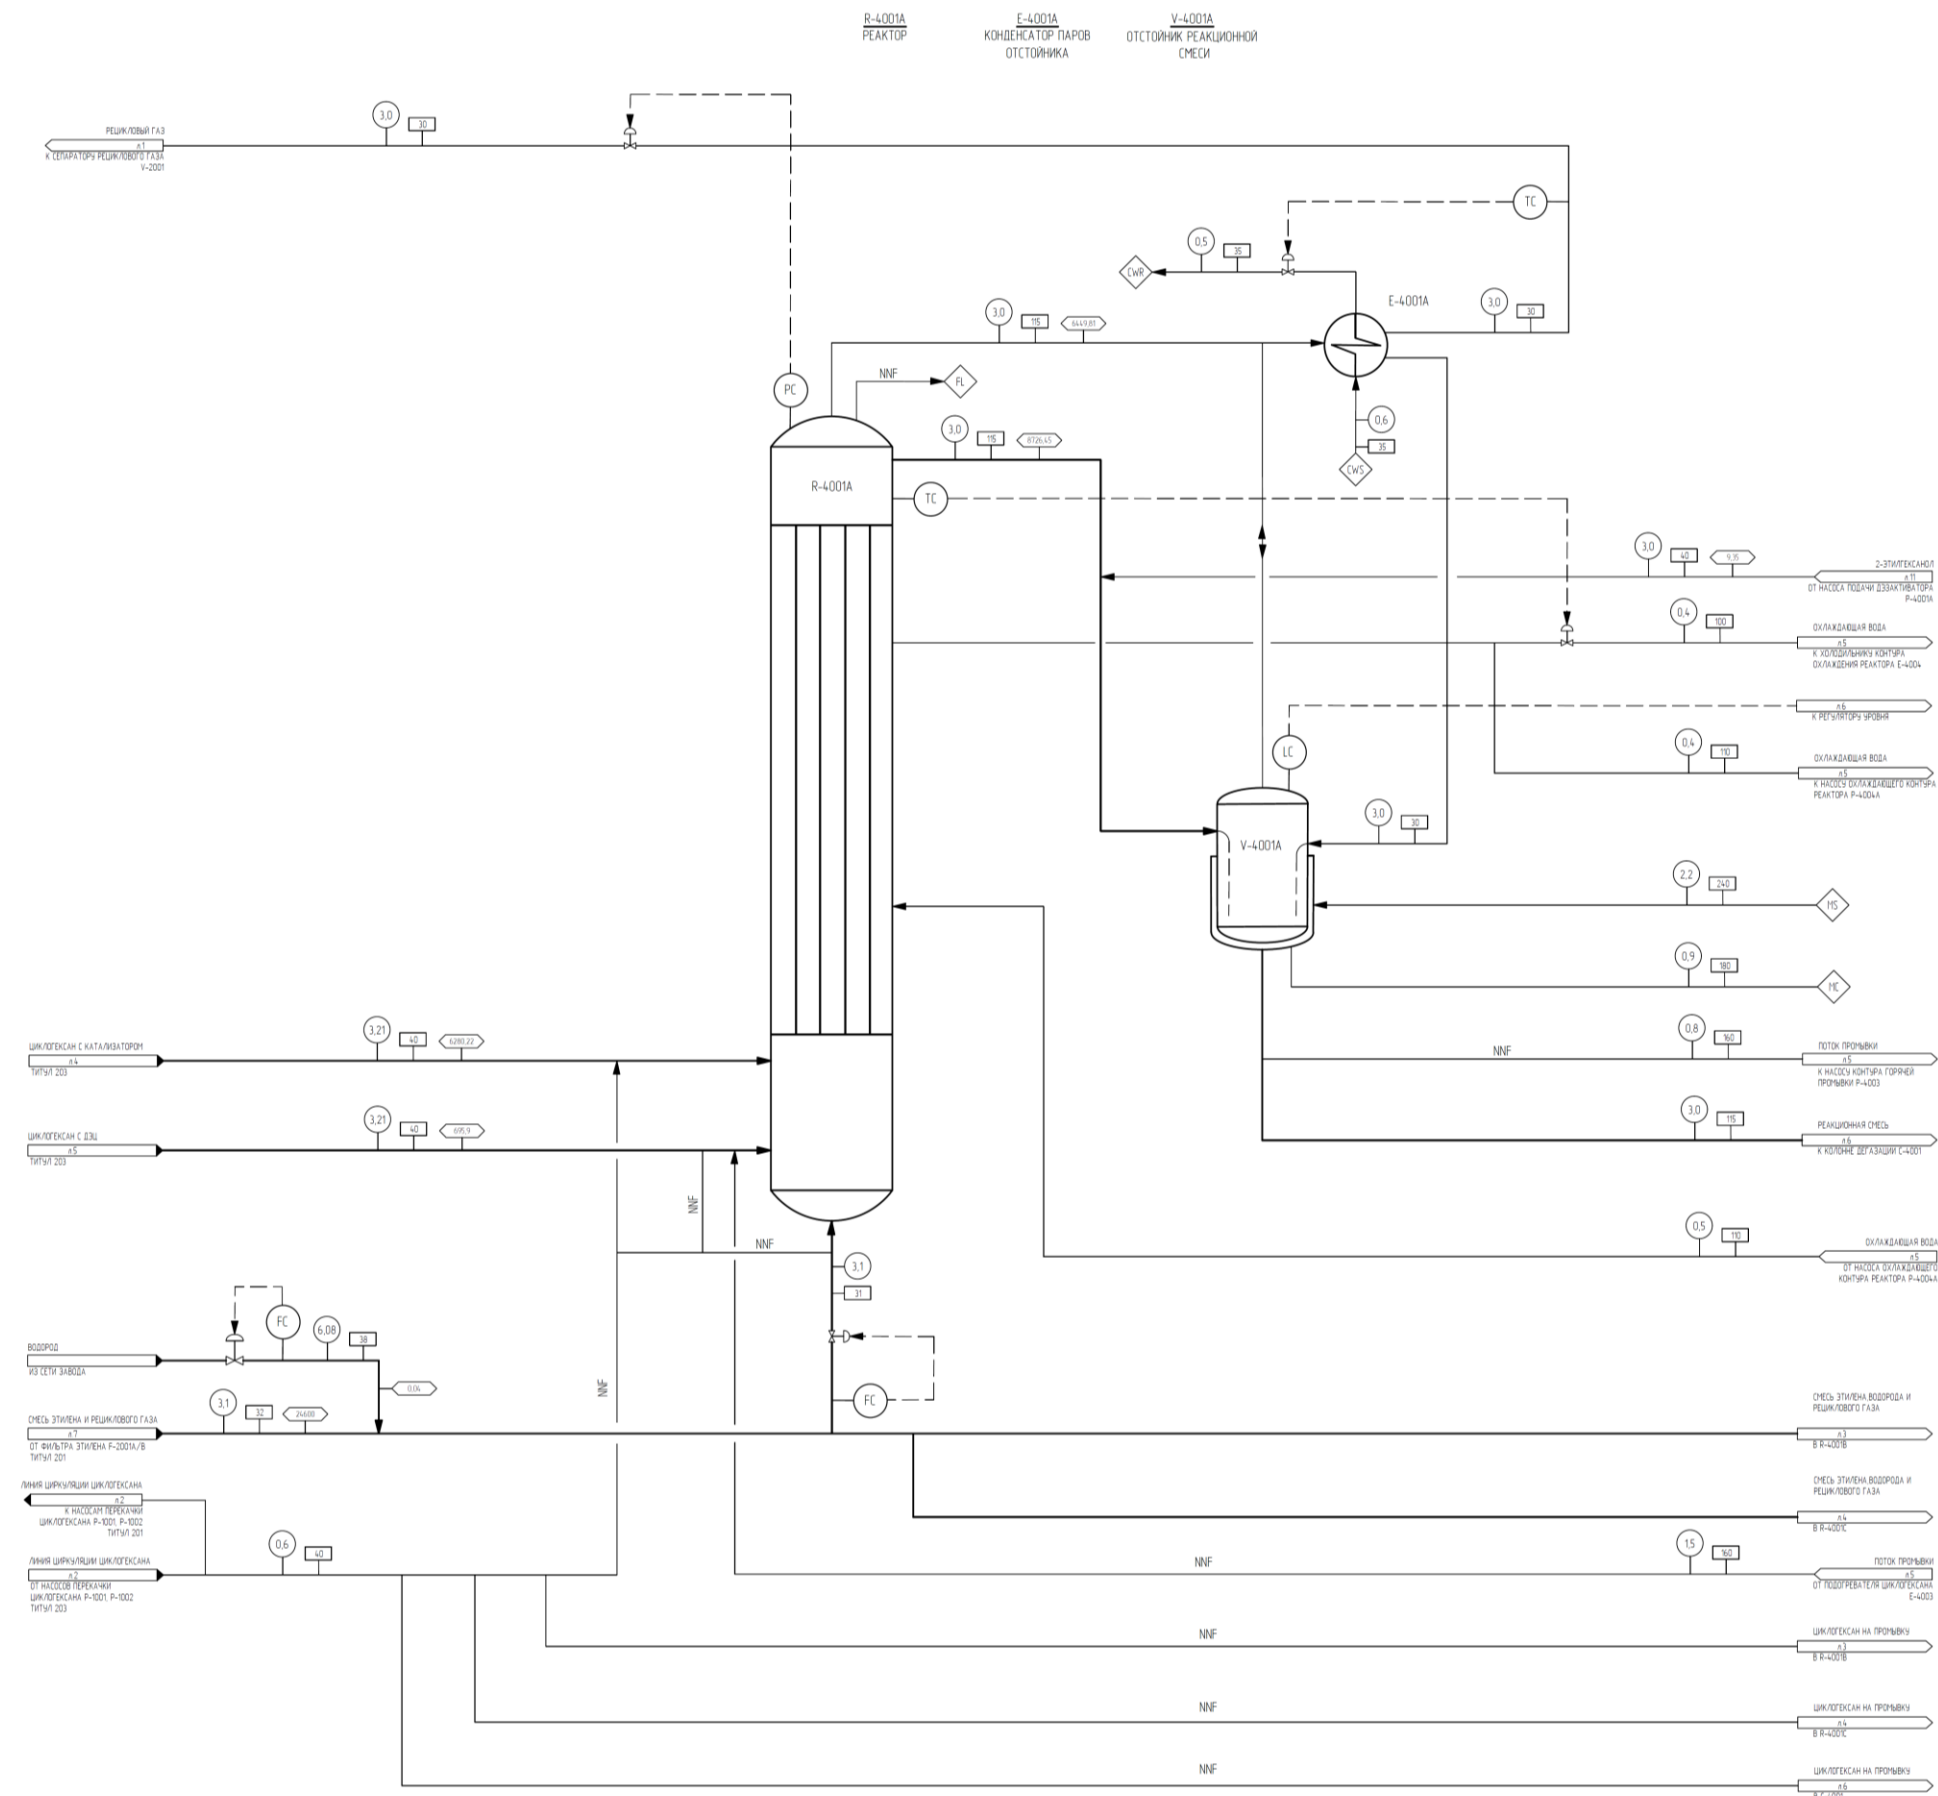 R-4001A
РЕАКТОР
E-4001A
КОНДЕНСАТОР ПАРОВ
ОТСТОЙНИКА
V-4001A
ОТСТОЙНИК РЕАКЦИОННОЙ
СМЕСИ
РЕЦИКЛОВЫЙ ГАЗ
л.1
К СЕПАРАТОРУ РЕЦИКЛОВОГО ГАЗА
V-2001
3,0
30
TC
0,5
35
CWR
E-4001A
3,0
30
3,0
115
6449,81
PC
NNF
FL
0,6
35
CWS
3,0
115
8726,45
R-4001A
TC
3,0
40
9,35
2-ЭТИЛГЕКСАНОЛ
л.11
ОТ НАСОСА ПОДАЧИ ДЭЗАКТИВАТОРА
P-4001A
0,4
100
ОХЛАЖДАЮЩАЯ ВОДА
л.5
К ХОЛОДИЛЬНИКУ КОНТУРА
ОХЛАЖДЕНИЯ РЕАКТОРА E-4004
л.6
К РЕГУЛЯТОРУ УРОВНЯ
LC
0,4
110
ОХЛАЖДАЮЩАЯ ВОДА
л.5
К НАСОСУ ОХЛАЖДАЮЩЕГО КОНТУРА
РЕАКТОРА P-4004A
3,0
30
V-4001A
2,2
240
MS
0,9
180
MC
0,8
160
NNF
ПОТОК ПРОМЫВКИ
л.5
К НАСОСУ КОНТУРА ГОРЯЧЕЙ
ПРОМЫВКИ P-4003
3,0
115
РЕАКЦИОННАЯ СМЕСЬ
л.6
К КОЛОННЕ ДЕГАЗАЦИИ C-4001
ЦИКЛОГЕКСАН С КАТАЛИЗАТОРОМ
л.4
ТИТУЛ 203
3,21
40
6280,22
ЦИКЛОГЕКСАН С ДЭЦ
л.5
ТИТУЛ 203
3,21
40
695,9
NNF
NNF
0,5
110
ОХЛАЖДАЮЩАЯ ВОДА
л.5
ОТ НАСОСА ОХЛАЖДАЮЩЕГО
КОНТУРА РЕАКТОРА P-4004A
3,1
31
FC
6,08
38
ВОДОРОД
ИЗ СЕТИ ЗАВОДА
0,04
NNF
FC
СМЕСЬ ЭТИЛЕНА И РЕЦИКЛОВОГО ГАЗА
л.7
ОТ ФИЛЬТРА ЭТИЛЕНА F-2001A/B
ТИТУЛ 201
3,1
32
24600
СМЕСЬ ЭТИЛЕНА,ВОДОРОДА И
РЕЦИКЛОВОГО ГАЗА
л.3
В R-4001B
ЛИНИЯ ЦИРКУЛЯЦИИ ЦИКЛОГЕКСАНА
л.2
К НАСОСАМ ПЕРЕКАЧКИ
ЦИКЛОГЕКСАНА P-1001, P-1002
ТИТУЛ 201
СМЕСЬ ЭТИЛЕНА,ВОДОРОДА И
РЕЦИКЛОВОГО ГАЗА
л.4
В R-4001C
ЛИНИЯ ЦИРКУЛЯЦИИ ЦИКЛОГЕКСАНА
л.2
ОТ НАСОСОВ ПЕРЕКАЧКИ
ЦИКЛОГЕКСАНА P-1001, P-1002
ТИТУЛ 203
0,6
40
NNF
1,5
160
ПОТОК ПРОМЫВКИ
л.5
ОТ ПОДОГРЕВАТЕЛЯ ЦИКЛОГЕКСАНА
E-4003
NNF
ЦИКЛОГЕКСАН НА ПРОМЫВКУ
л.3
В R-4001B
NNF
ЦИКЛОГЕКСАН НА ПРОМЫВКУ
л.4
В R-4001C
NNF
ЦИКЛОГЕКСАН НА ПРОМЫВКУ
л.6